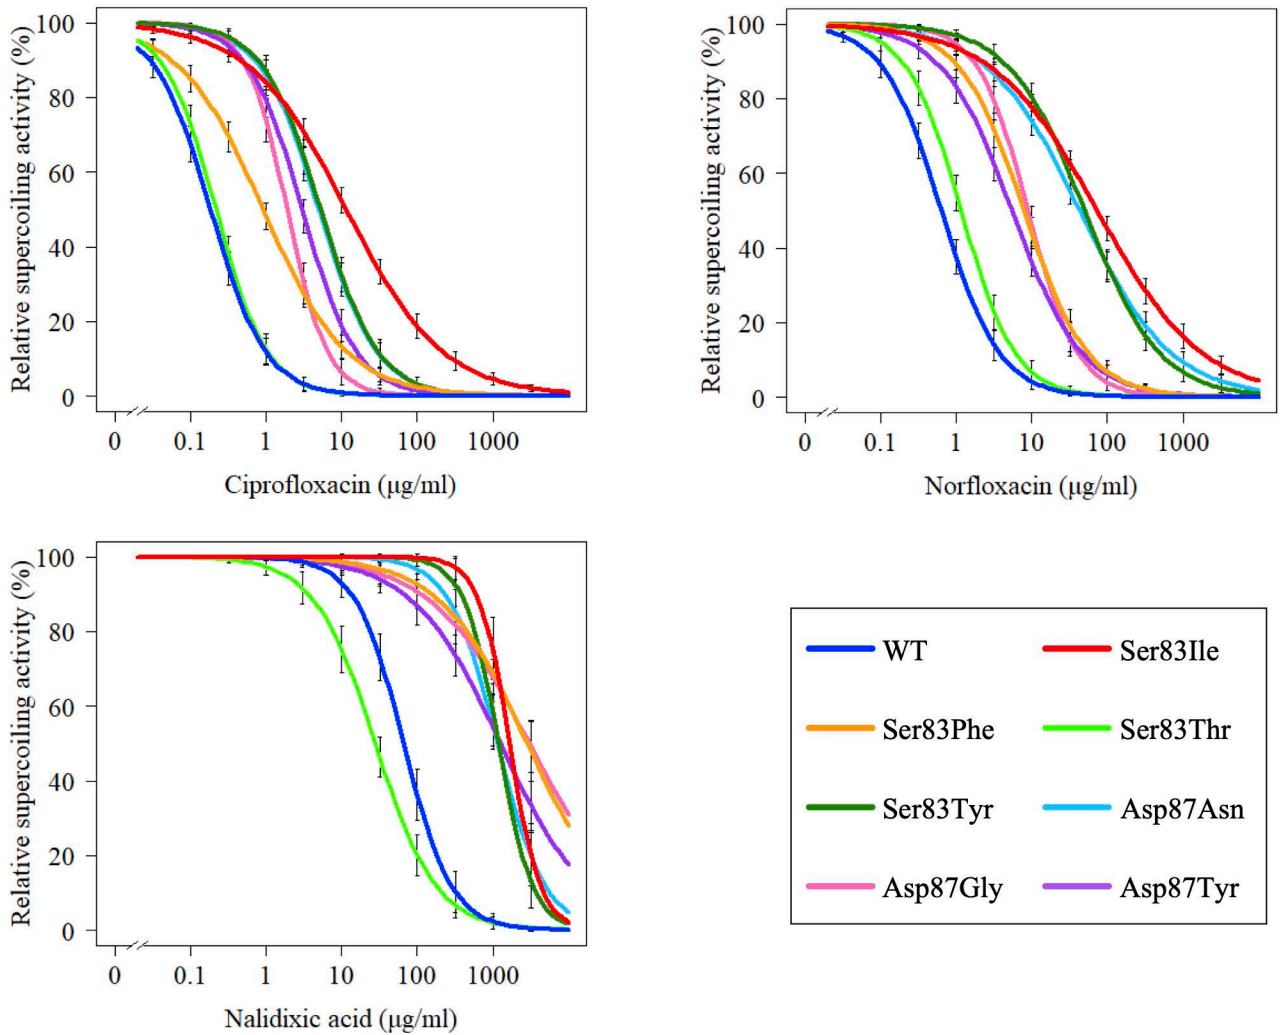 Relative supercoiling activity (%)
100
80
60
40
20
0
0 0.1 1 10 100 1000
Ciprofloxacin (μg/ml)
Relative supercoiling activity (%)
100
80
60
40
20
0
0 0.1 1 10 100 1000
Norfloxacin (μg/ml)
Relative supercoiling activity (%)
100
80
60
40
20
0
0 0.1 1 10 100 1000
Nalidixic acid (μg/ml)
WT Ser83Ile
Ser83Phe Ser83Thr
Ser83Tyr Asp87Asn
Asp87Gly Asp87Tyr